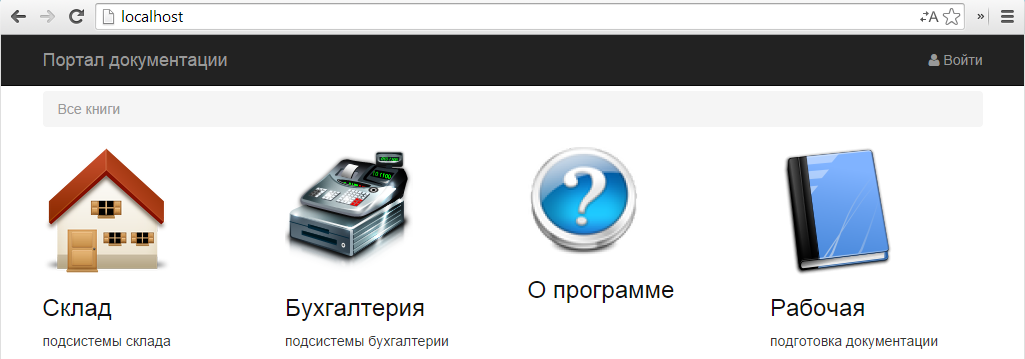 localhost
Портал документации
Войти
Все книги
Склад
подсистемы склада
Бухгалтерия
подсистемы бухгалтерии
О программе
Рабочая
подготовка документации